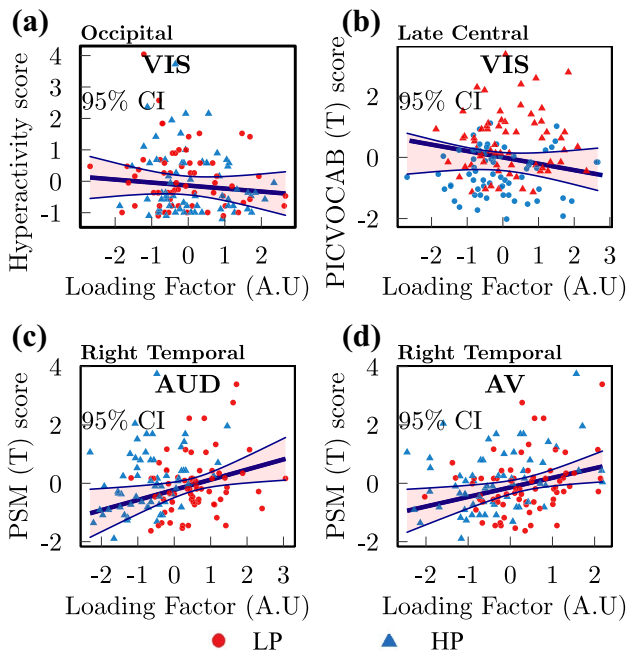 (a)
Occipital
VIS
95% CI
Hyperactivity score
4
3
2
1
0
-1
-2 -1 0 1 2
Loading Factor (A.U)
(b)
Late Central
VIS
95% CI
PICVOCAB (T) score
2
0
-2
-2 -1 0 1 2 3
Loading Factor (A.U)
(c)
Right Temporal
AUD
95% CI
PSM (T) score
4
2
0
-2
-2 -1 0 1 2 3
Loading Factor (A.U)
(d)
Right Temporal
AV
95% CI
PSM (T) score
4
2
0
-2
-2 -1 0 1 2
Loading Factor (A.U)
LP HP